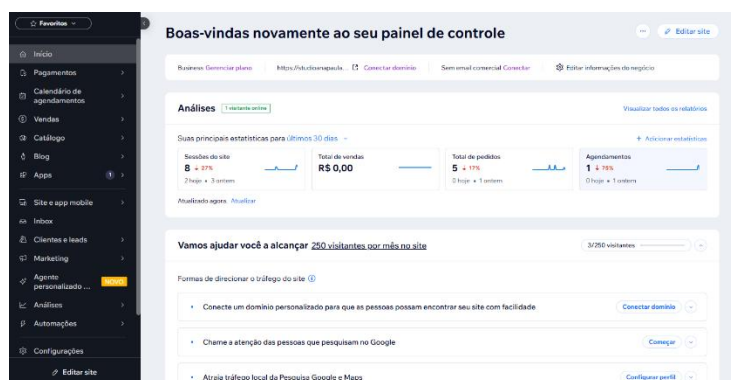 Favoritos
Início
Pagamentos
Calendário de
agendamentos
Vendas
Catálogo
Blog
Apps 1
Site e app mobile
Inbox
Clientes e leads
Marketing
Agente
personalizado ... NOVO
Análises
Automações
Configurações
Editar site
Boas-vindas novamente ao seu painel de controle
... Editar site
Business Gerenciar plano
https://studioanapaula... Conectar domínio
Sem email comercial Conectar
Editar informações do negócio
Análises 1 visitante online
Visualizar todos os relatórios
Suas principais estatísticas para últimos 30 dias
+ Adicionar estatísticas
Sessões do site
8 27%
2 hoje • 3 ontem
Total de vendas
R$ 0,00
Total de pedidos
5 17%
0 hoje • 1 ontem
Agendamentos
1 75%
0 hoje • 1 ontem
Atualizado agora Atualizar
Vamos ajudar você a alcançar 250 visitantes por mês no site
3/250 visitantes
Formas de direcionar o tráfego do site
• Conecte um domínio personalizado para que as pessoas possam encontrar seu site com facilidade
Conectar domínio
• Chame a atenção das pessoas que pesquisam no Google
Começar
• Atraia tráfego local da Pesquisa Google e Maps
Configurar perfil